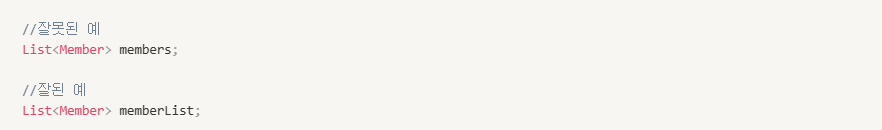 //잘못된 예
List<Member> members;
//잘된 예
List<Member> memberList;